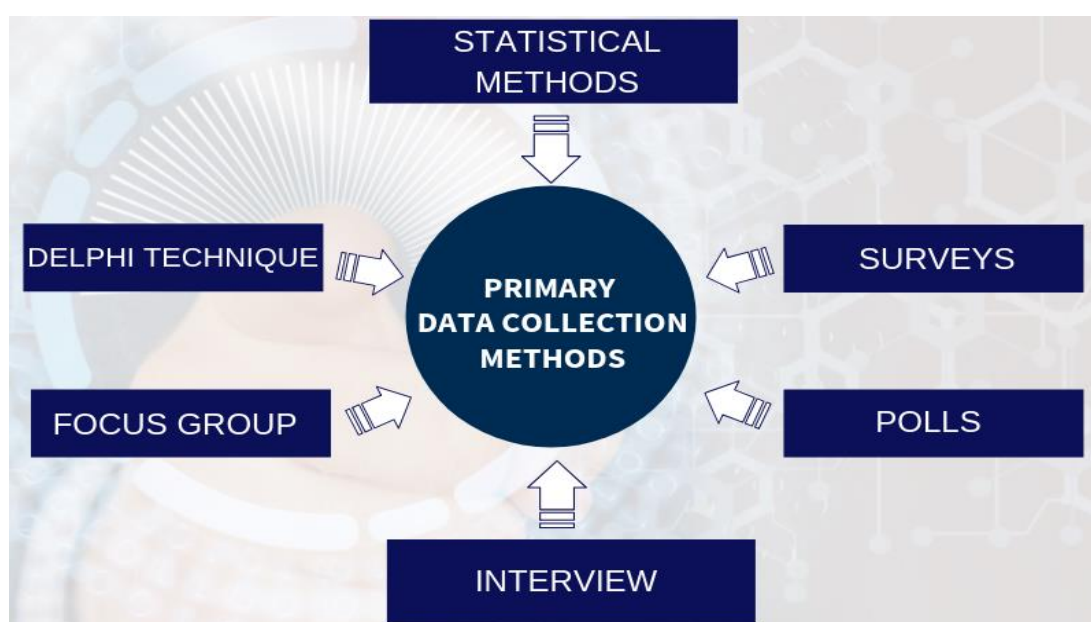 STATISTICAL
METHODS
DELPHI TECHNIQUE
SURVEYS
PRIMARY
DATA COLLECTION
METHODS
FOCUS GROUP
POLLS
INTERVIEW